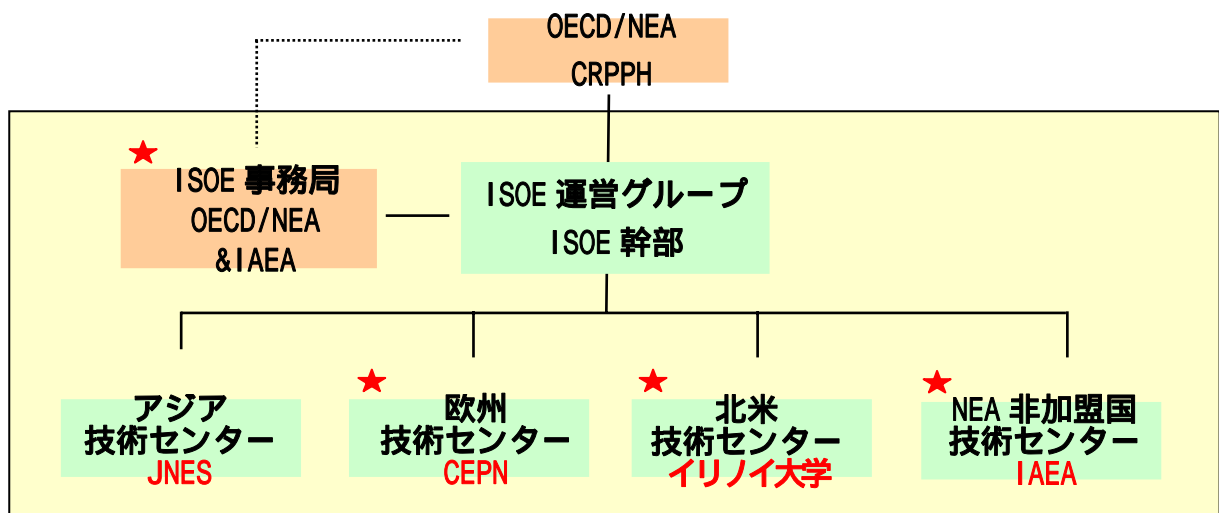 OECD/NEA
CRPPH
ISOE 事務局
OECD/NEA
&IAEA
ISOE 運営グループ
ISOE 幹部
アジア
技術センター
JNES
欧州
技術センター
CEPN
北米
技術センター
イリノイ大学
NEA 非加盟国
技術センター
IAEA